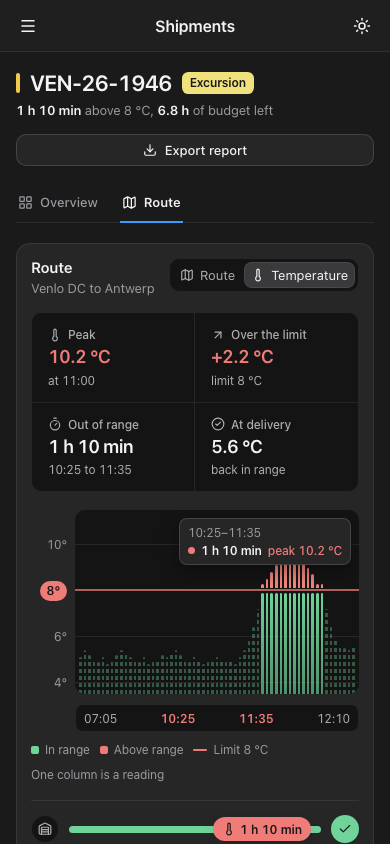 Shipments
VEN-26-1946 Excursion
1 h 10 min above 8 °C, 6.8 h of budget left
Export report
Overview Route
Route
Venlo DC to Antwerp
Route Temperature
Peak
10.2 °C
at 11:00
Over the limit
+2.2 °C
limit 8 °C
Out of range
1 h 10 min
10:25 to 11:35
At delivery
5.6 °C
back in range
10:25–11:35
1 h 10 min peak 10.2 °C
10°
8°
6°
4°
07:05 10:25 11:35 12:10
In range Above range Limit 8 °C
One column is a reading
1 h 10 min